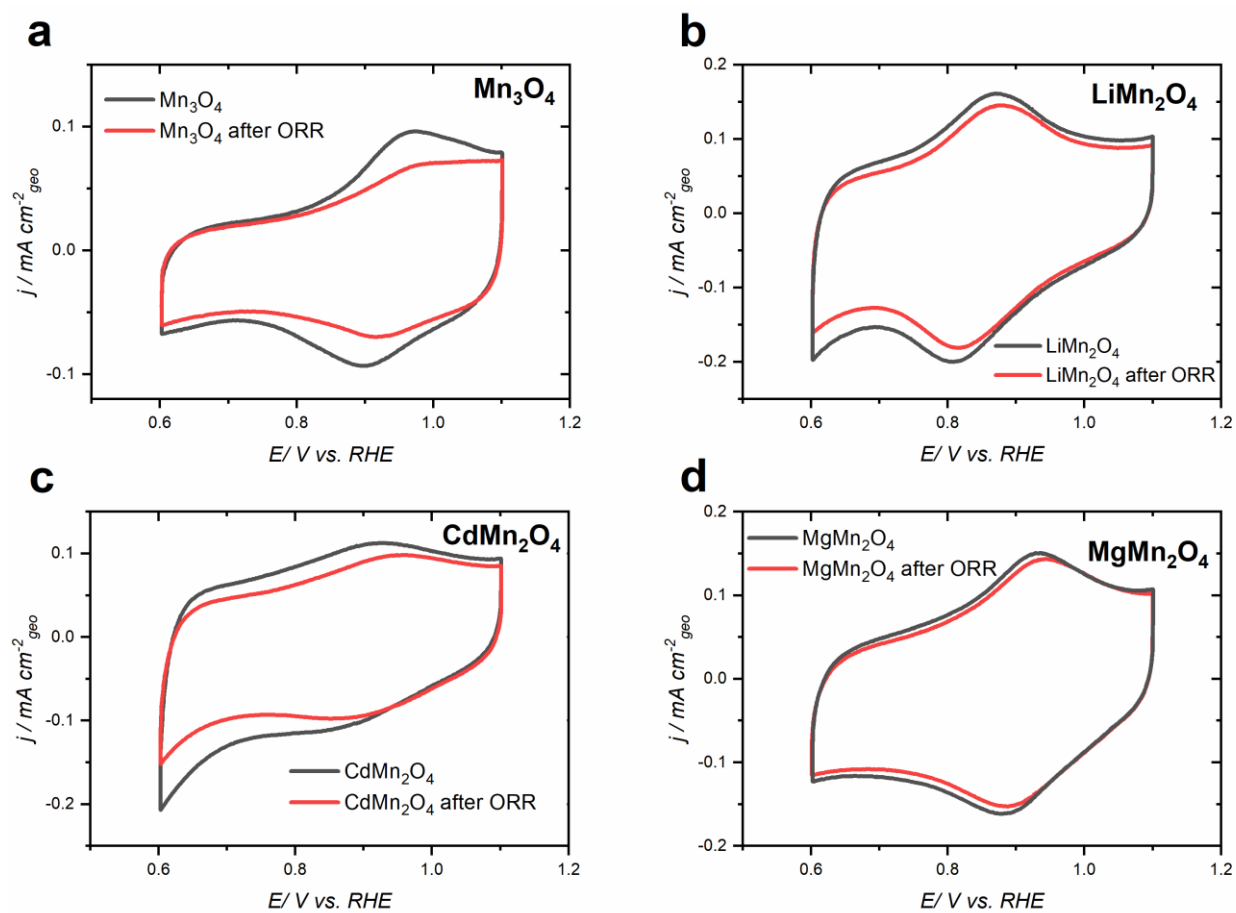 a
Mn₃O₄
Mn₃O₄
Mn₃O₄ after ORR
0.1
0.0
-0.1
j / mA cm⁻²geo
0.6 0.8 1.0 1.2
E/ V vs. RHE
b
LiMn₂O₄
0.2
0.1
0.0
-0.1
-0.2
j / mA cm⁻²geo
LiMn₂O₄
LiMn₂O₄ after ORR
0.6 0.8 1.0 1.2
E/ V vs. RHE
c
CdMn₂O₄
0.1
0.0
-0.1
-0.2
j / mA cm⁻²geo
CdMn₂O₄
CdMn₂O₄ after ORR
0.6 0.8 1.0 1.2
E/ V vs. RHE
d
MgMn₂O₄
MgMn₂O₄
MgMn₂O₄ after ORR
0.2
0.1
0.0
-0.1
-0.2
j / mA cm⁻²geo
0.6 0.8 1.0 1.2
E/ V vs. RHE